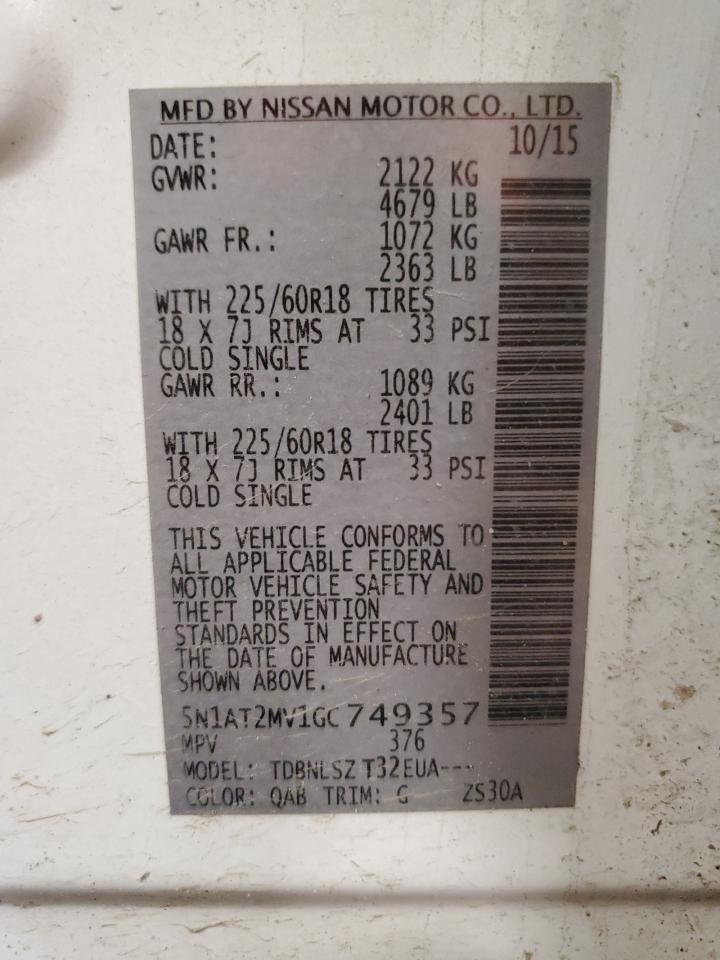 MFD BY NISSAN MOTOR CO., LTD.
DATE: 10/15
GVWR: 2122 KG
4679 LB
GAWR FR.: 1072 KG
2363 LB
WITH 225/60R18 TIRES
18 X 7J RIMS AT 33 PSI
COLD SINGLE
GAWR RR.: 1089 KG
2401 LB
WITH 225/60R18 TIRES
18 X 7J RIMS AT 33 PSI
COLD SINGLE
THIS VEHICLE CONFORMS TO
ALL APPLICABLE FEDERAL
MOTOR VEHICLE SAFETY AND
THEFT PREVENTION
STANDARDS IN EFFECT ON
THE DATE OF MANUFACTURE
SHOWN ABOVE.
5N1AT2MV1GC749357
MPV 376
MODEL: TDBNLSZ T32EUA---
COLOR: QAB TRIM: G ZS30A